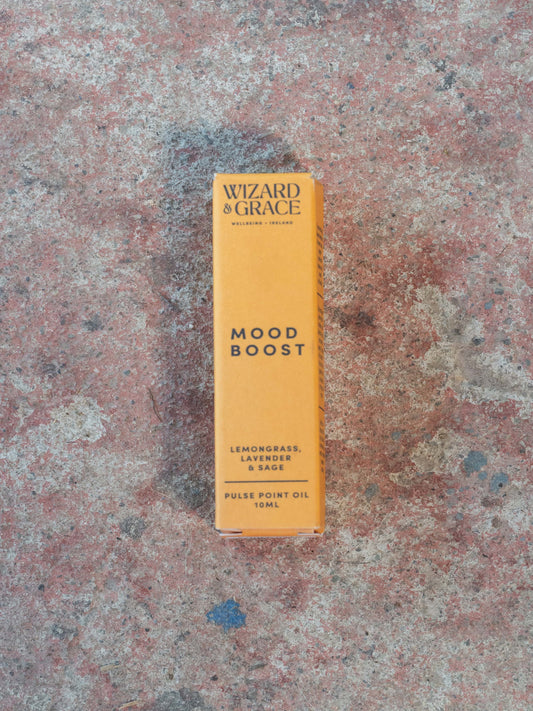 WIZARD
& GRACE
WELLBEING • IRELAND
MOOD
BOOST
LEMONGRASS,
LAVENDER
& SAGE
PULSE POINT OIL
10ML